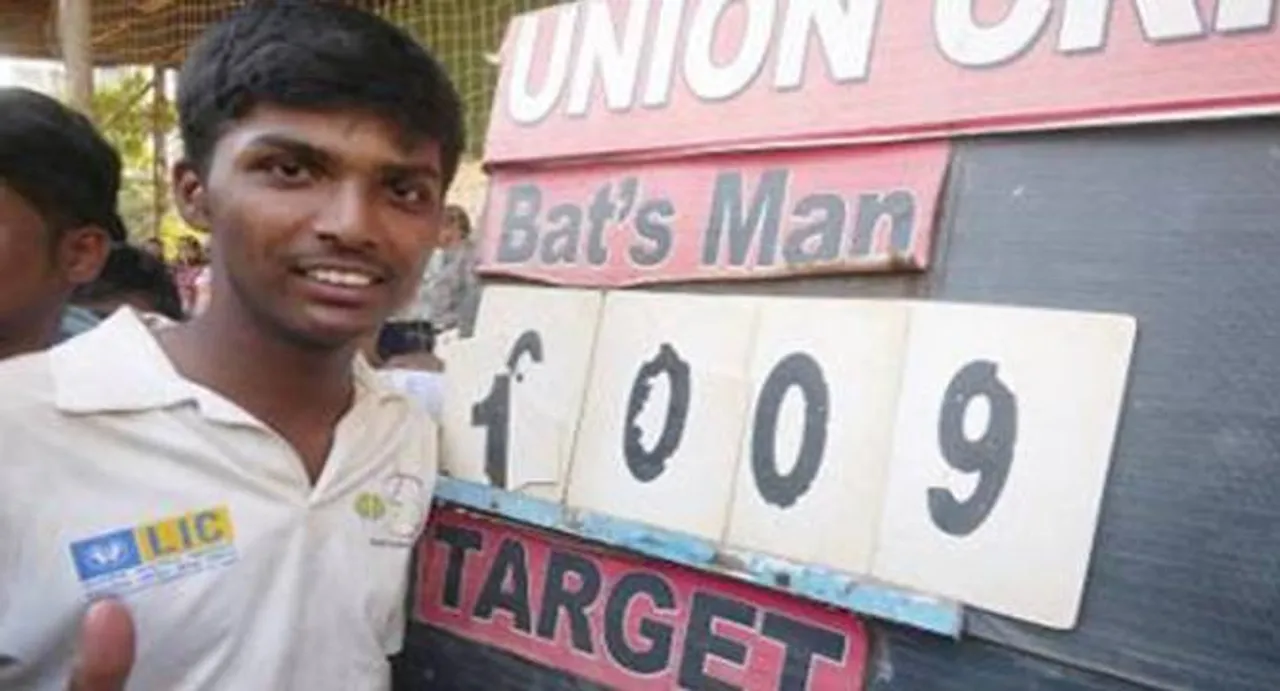 UNION
Bat's Man
1009
TARGET
LIC